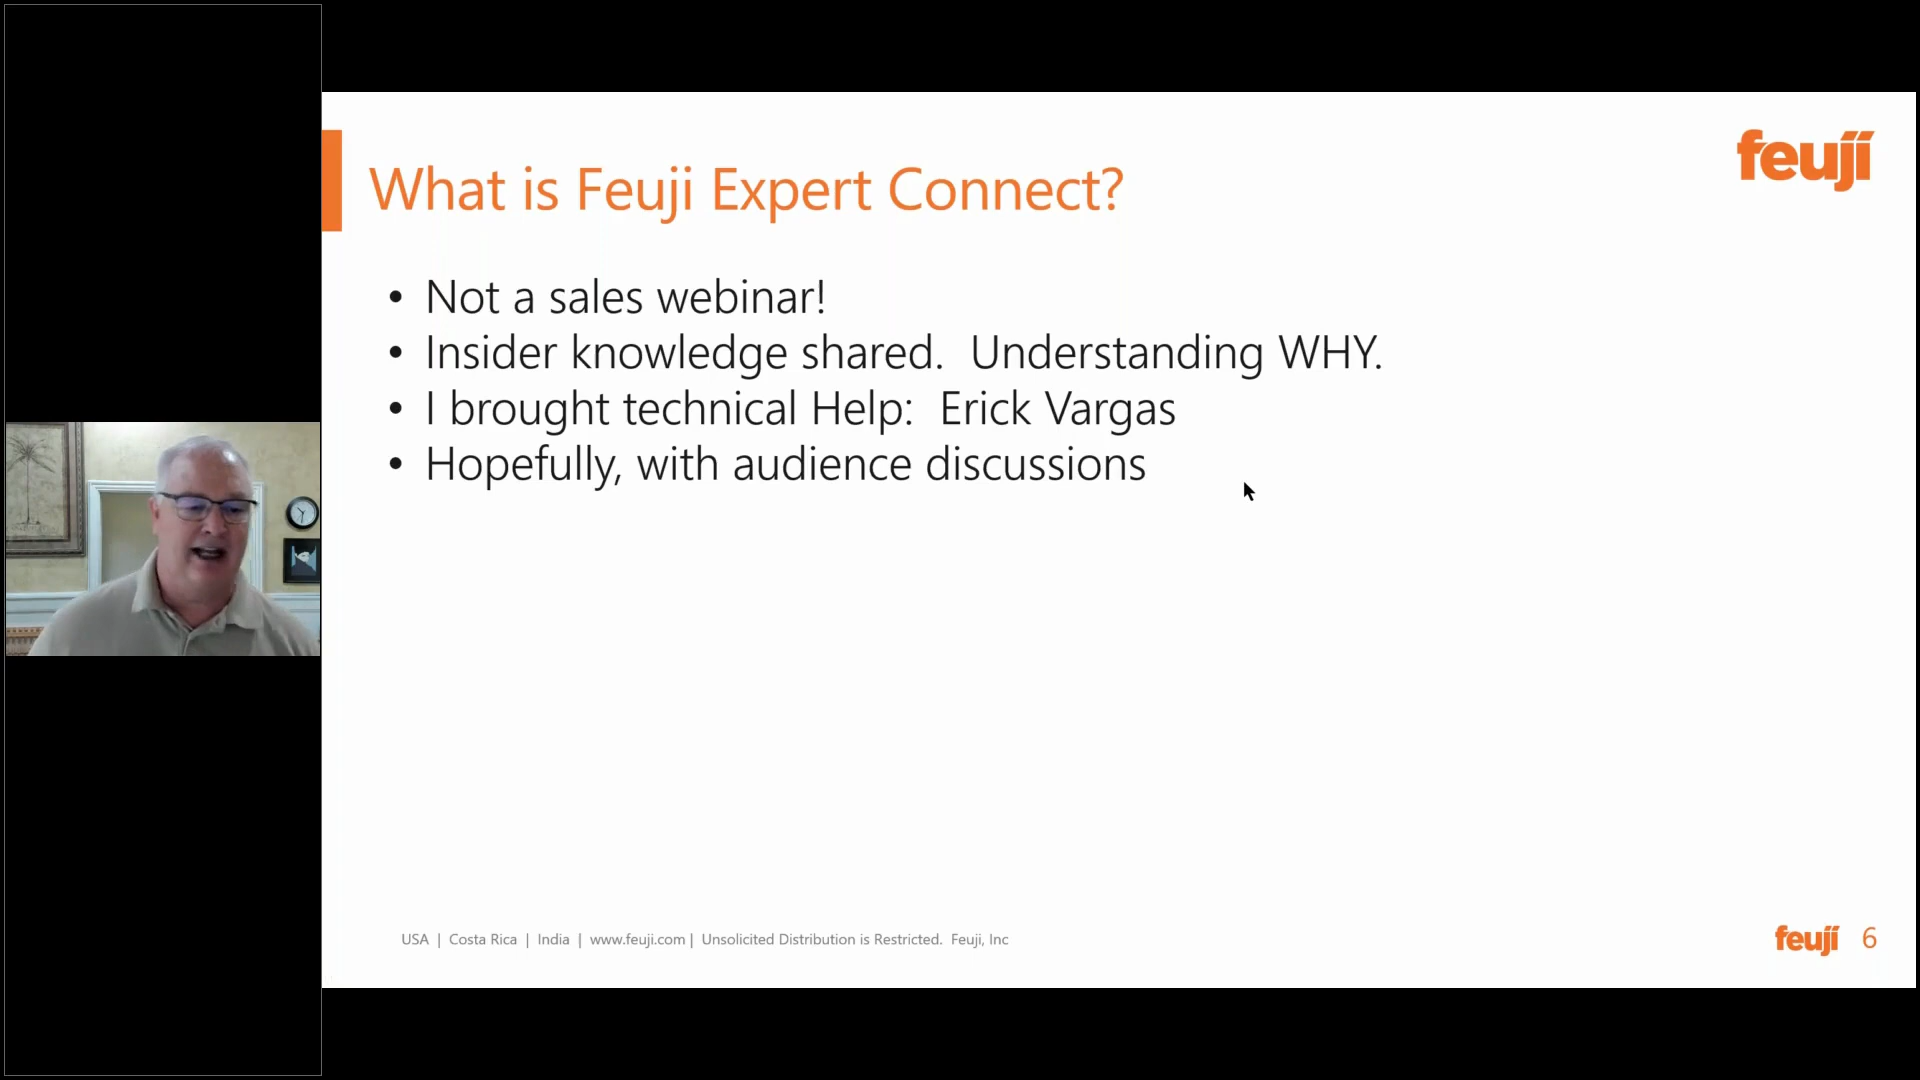 feuji
What is Feuji Expert Connect?
• Not a sales webinar!
• Insider knowledge shared.  Understanding WHY.
• I brought technical Help:  Erick Vargas
• Hopefully, with audience discussions
USA | Costa Rica | India | www.feuji.com | Unsolicited Distribution is Restricted.  Feuji, Inc
feuji 6